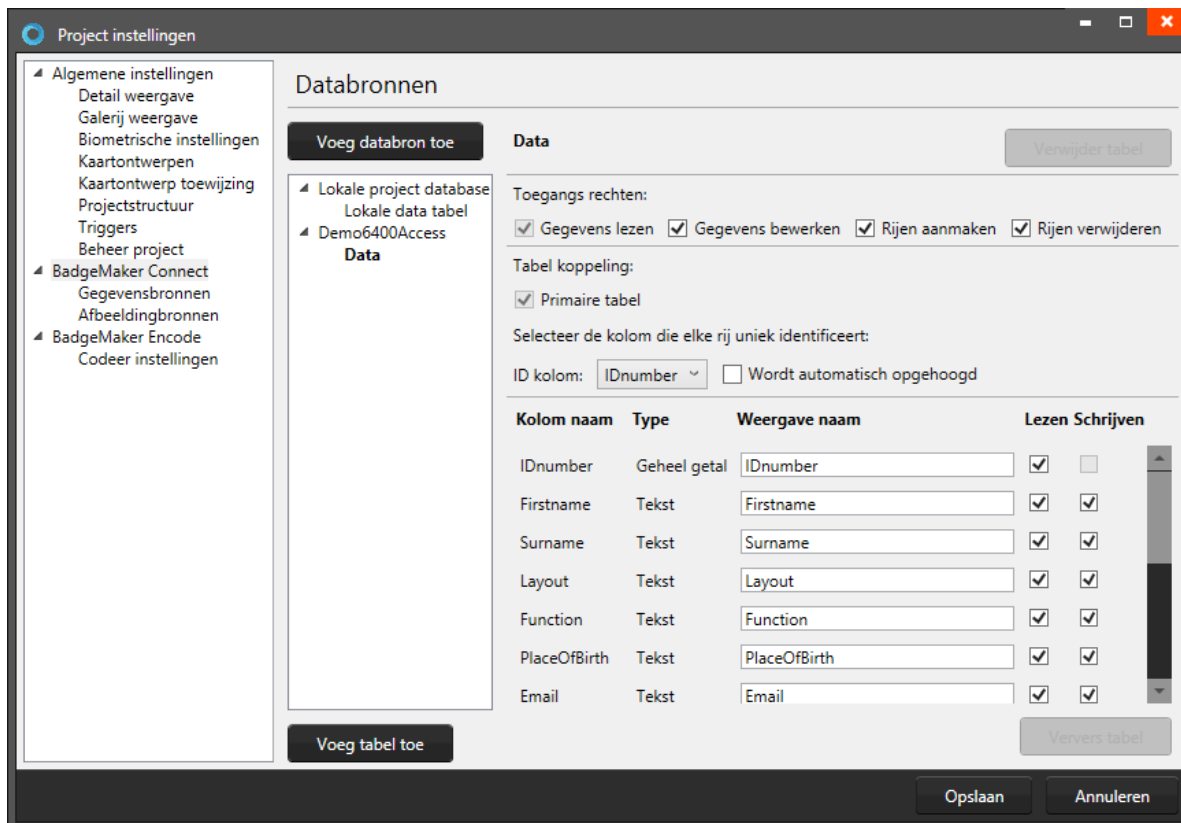 Project instellingen
Algemene instellingen
Detail weergave
Galerij weergave
Biometrische instellingen
Kaartontwerpen
Kaartontwerp toewijzing
Projectstructuur
Triggers
Beheer project
BadgeMaker Connect
Gegevensbronnen
Afbeeldingbronnen
BadgeMaker Encode
Codeer instellingen
Databronnen
Voeg databron toe
Lokale project database
Lokale data tabel
Demo6400Access
Data
Voeg tabel toe
Data
Verwijder tabel
Toegangs rechten:
Gegevens lezen Gegevens bewerken Rijen aanmaken Rijen verwijderen
Tabel koppeling:
Primaire tabel
Selecteer de kolom die elke rij uniek identificeert:
ID kolom: IDnumber Wordt automatisch opgehoogd
Kolom naam Type Weergave naam Lezen Schrijven
IDnumber Geheel getal IDnumber
Firstname Tekst Firstname
Surname Tekst Surname
Layout Tekst Layout
Function Tekst Function
PlaceOfBirth Tekst PlaceOfBirth
Email Tekst Email
Ververs tabel
Opslaan Annuleren